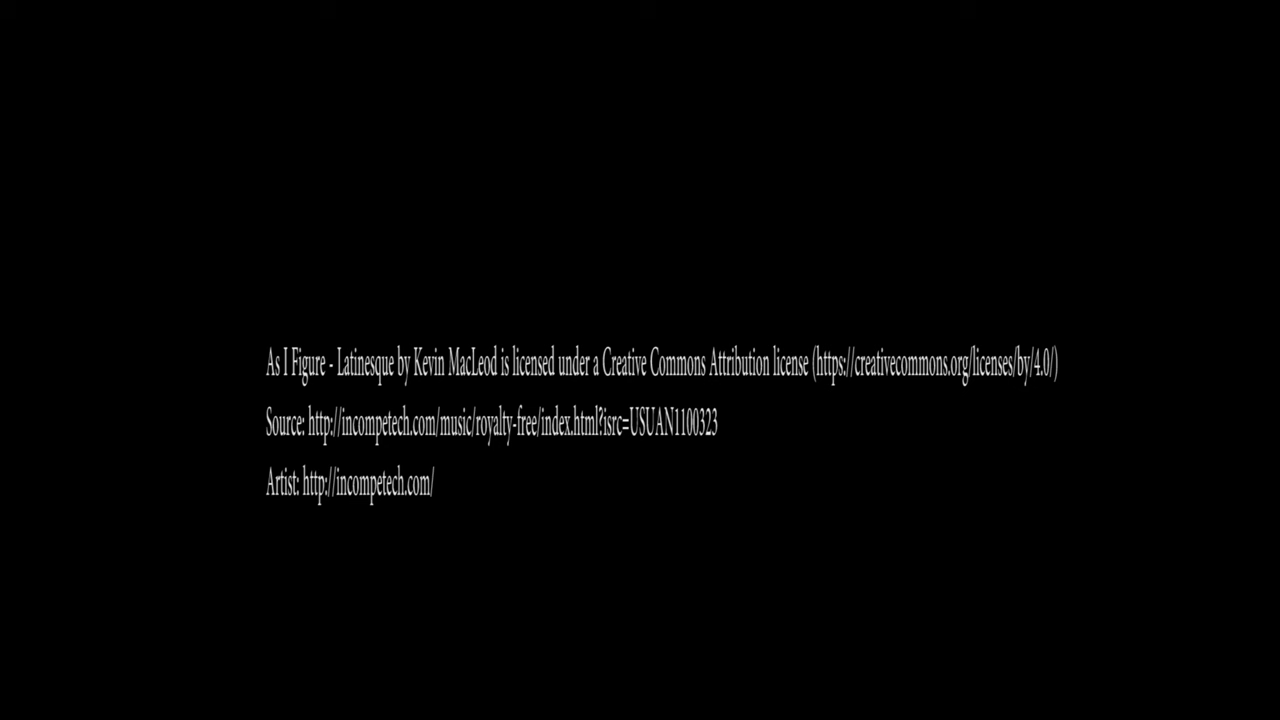 As I Figure - Latinesque by Kevin MacLeod is licensed under a Creative Commons Attribution license (https://creativecommons.org/licenses/by/4.0/)
Source: http://incompetech.com/music/royalty-free/index.html?isrc=USUAN1100323
Artist: http://incompetech.com/